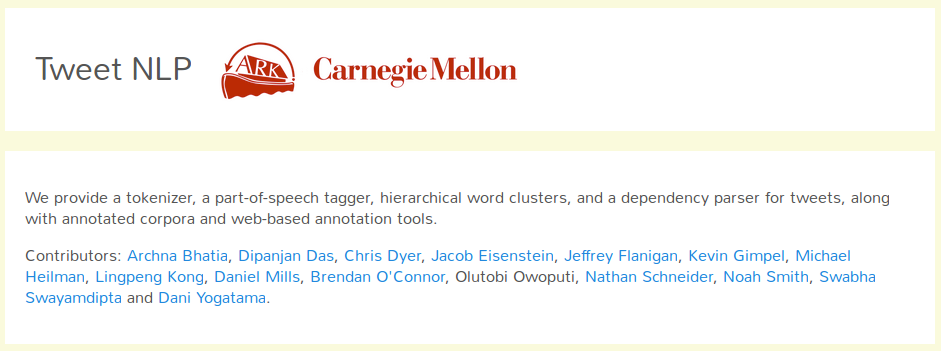 Tweet NLP ARK Carnegie Mellon
We provide a tokenizer, a part-of-speech tagger, hierarchical word clusters, and a dependency parser for tweets, along
with annotated corpora and web-based annotation tools.
Contributors: Archna Bhatia, Dipanjan Das, Chris Dyer, Jacob Eisenstein, Jeffrey Flanigan, Kevin Gimpel, Michael
Heilman, Lingpeng Kong, Daniel Mills, Brendan O'Connor, Olutobi Owoputi, Nathan Schneider, Noah Smith, Swabha
Swayamdipta and Dani Yogatama.